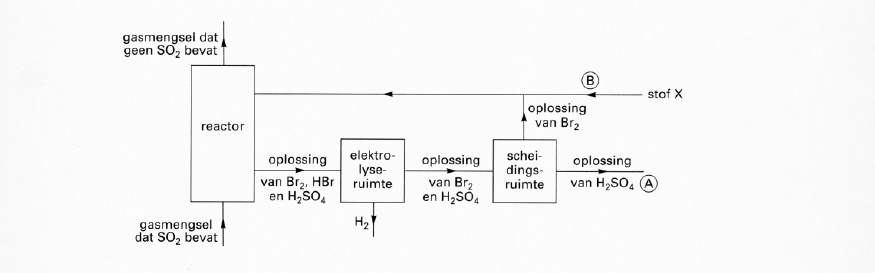 gasmengsel dat
geen SO₂ bevat
B
stof X
oplossing
van Br₂
reactor
oplossing
van Br₂, HBr
en H₂SO₄
elektro-
lyse-
ruimte
oplossing
van Br₂
en H₂SO₄
schei-
dings-
ruimte
oplossing
van H₂SO₄
A
H₂
gasmengsel
dat SO₂ bevat